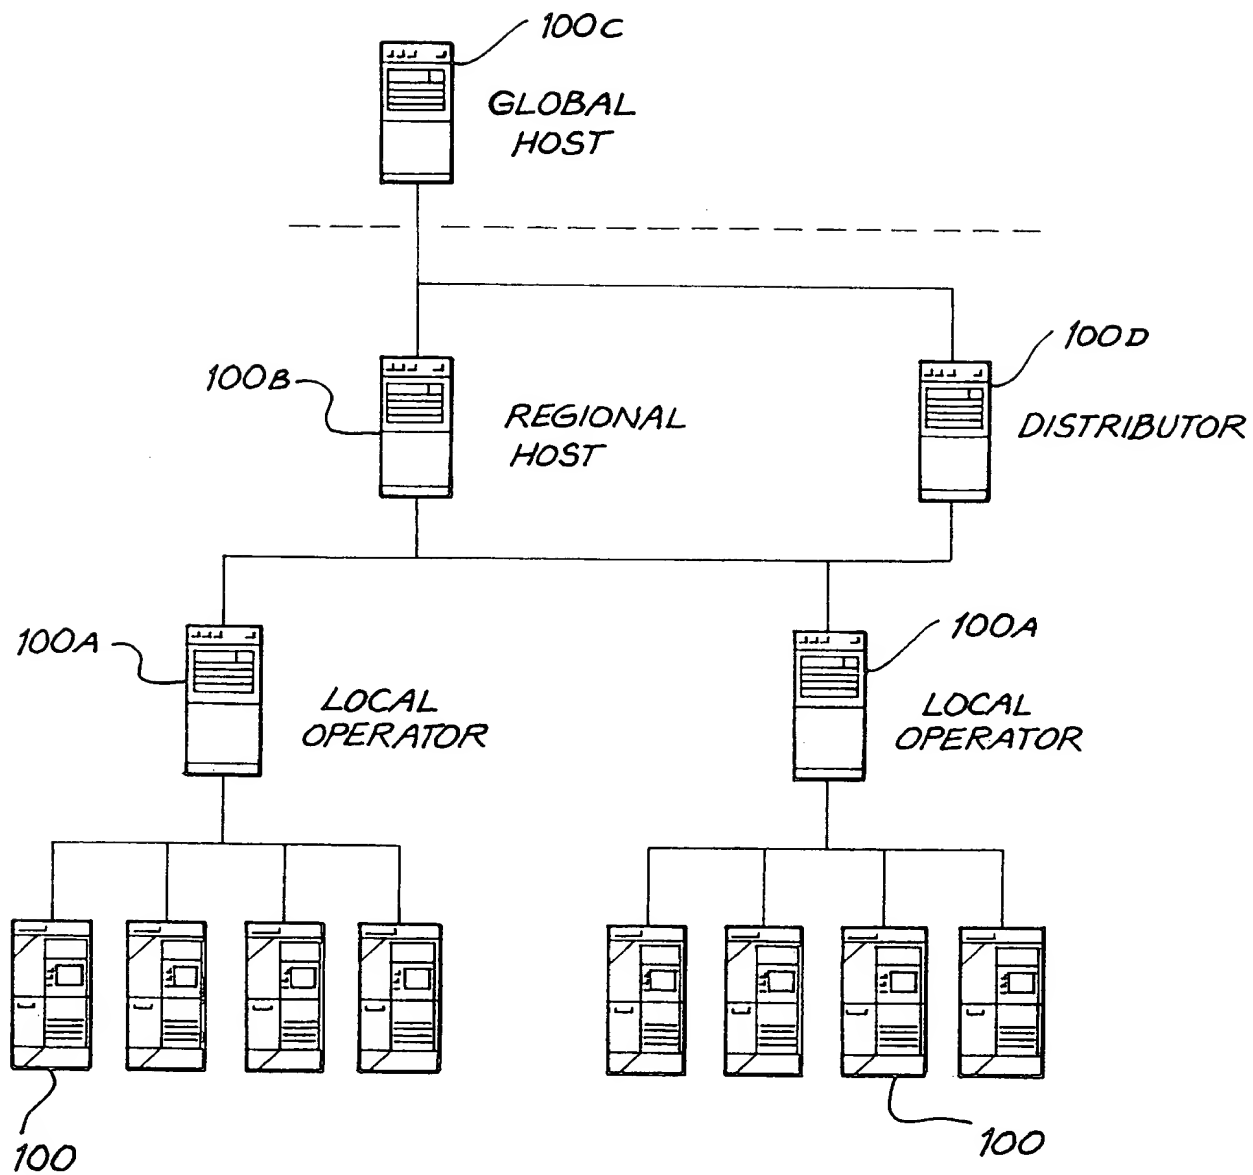 100C
GLOBAL
HOST
100D
100B
REGIONAL
HOST
DISTRIBUTOR
100A
100A
LOCAL
OPERATOR
LOCAL
OPERATOR
100
100